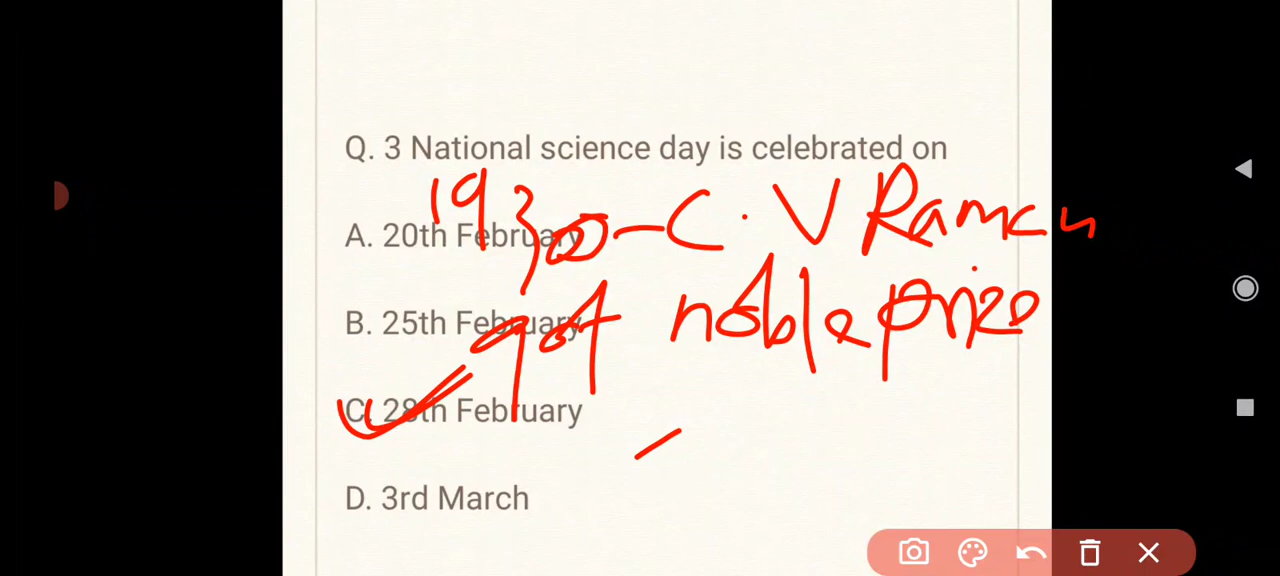 Q. 3 National science day is celebrated on
1930 - C. V Raman
A. 20th February
got noble prize
B. 25th February
C. 28th February
D. 3rd March